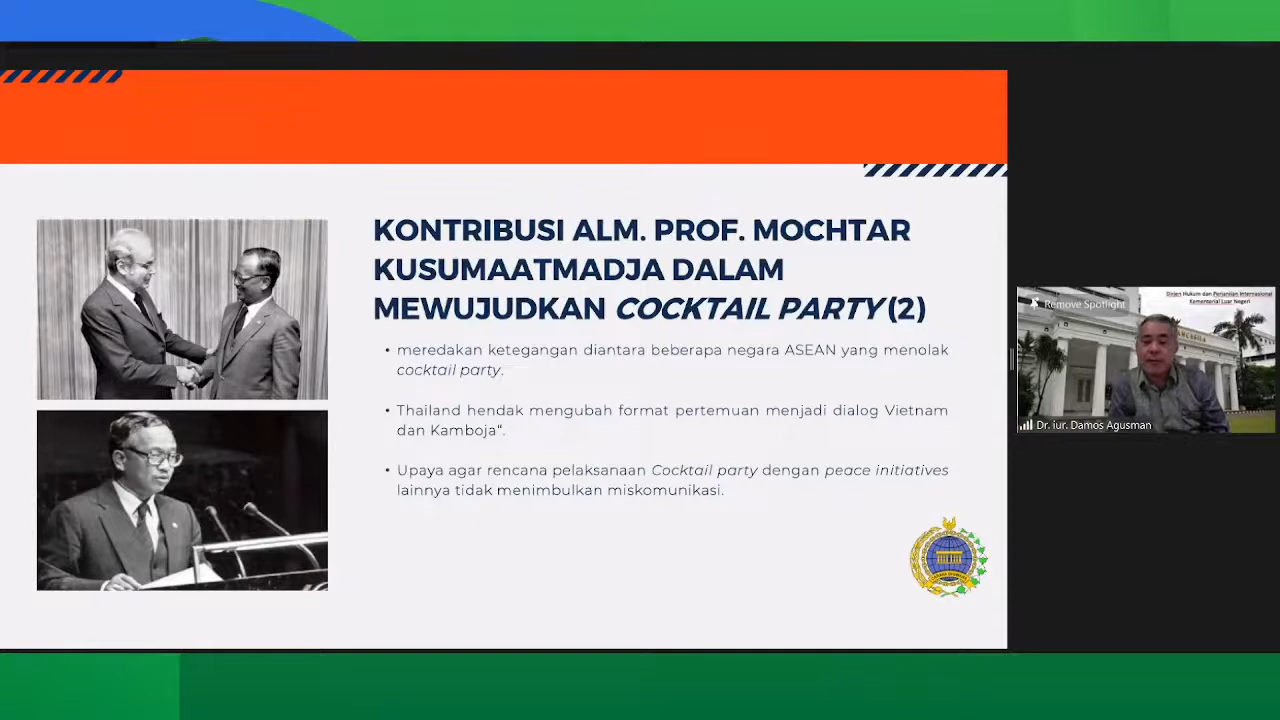 KONTRIBUSI ALM. PROF. MOCHTAR
KUSUMAATMADJA DALAM
MEWUJUDKAN COCKTAIL PARTY (2)
• meredakan ketegangan diantara beberapa negara ASEAN yang menolak
cocktail party.
• Thailand hendak mengubah format pertemuan menjadi dialog Vietnam
dan Kamboja“.
• Upaya agar rencana pelaksanaan Cocktail party dengan peace initiatives
lainnya tidak menimbulkan miskomunikasi.
Dirjen Hukum dan Perjanjian Internasional
Kementerial Luar Negeri
Remove Spotlight
Dr. iur. Damos Agusman